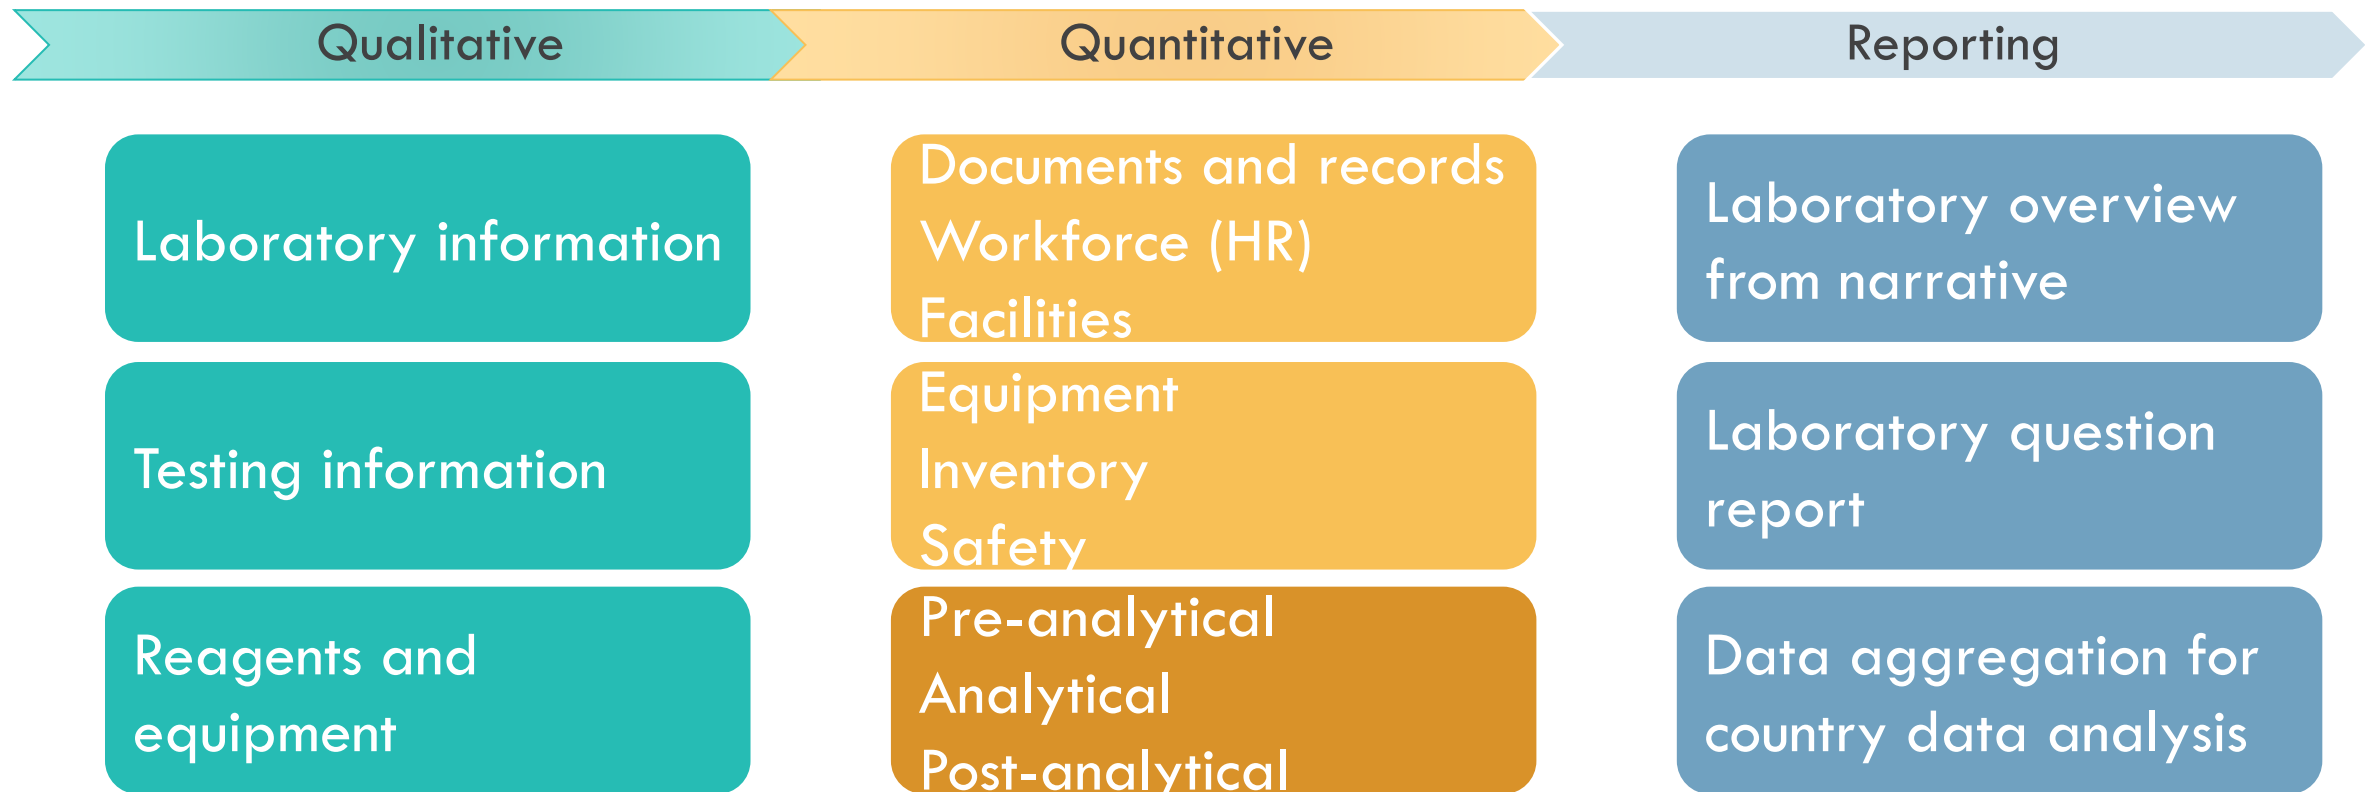 Qualitative
Quantitative
Reporting
Laboratory information
Testing information
Reagents and
equipment
Documents and records
Workforce (HR)
Facilities
Equipment
Inventory
Safety
Pre-analytical
Analytical
Post-analytical
Laboratory overview
from narrative
Laboratory question
report
Data aggregation for
country data analysis